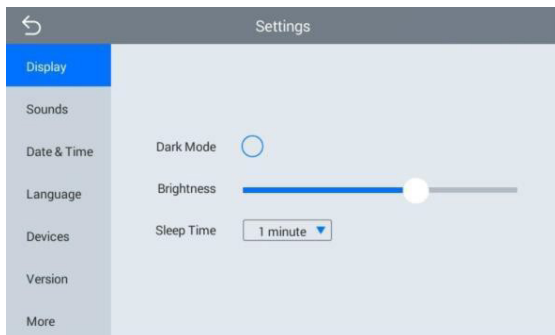 Settings
Display
Sounds
Date & Time
Language
Devices
Version
More
Dark Mode
Brightness
Sleep Time
1 minute